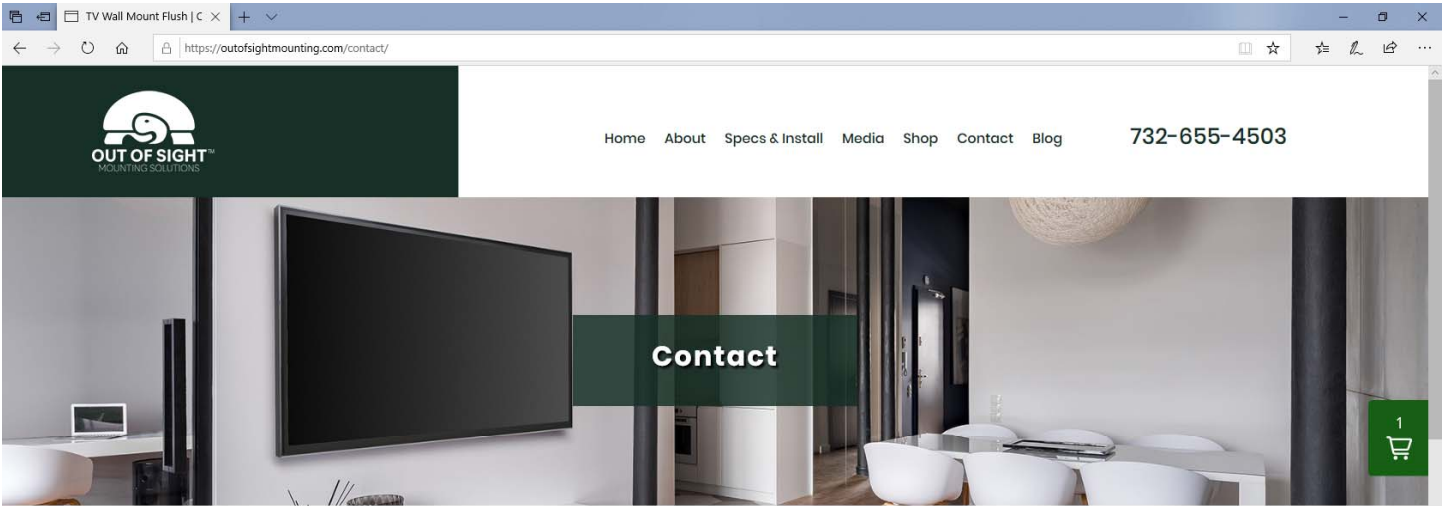 TV Wall Mount Flush | C
https://outofsightmounting.com/contact/
OUT OF SIGHT™
MOUNTING SOLUTIONS
Home About Specs & Install Media Shop Contact Blog 732-655-4503
Contact
1